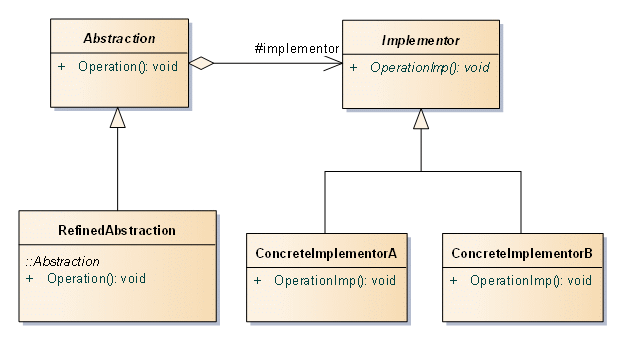 Abstraction
+ Operation(): void
#implementor
Implementor
+ OperationImp(): void
RefinedAbstraction
::Abstraction
+ Operation(): void
ConcreteImplementorA
+ OperationImp(): void
ConcreteImplementorB
+ OperationImp(): void